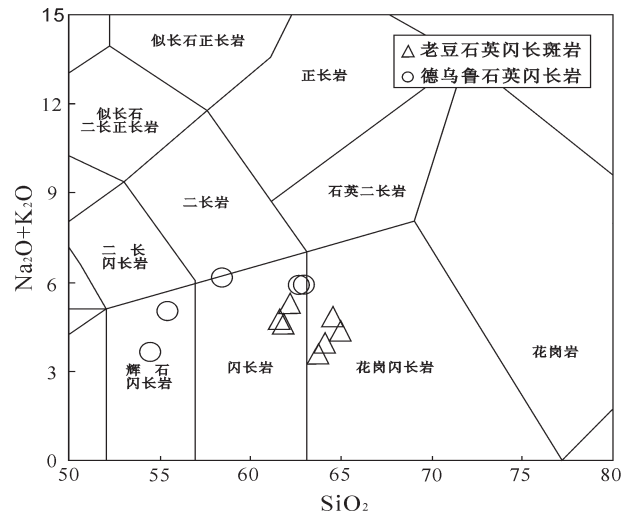 15
12
9
6
3
0
Na₂O+K₂O
似长石正长岩
正长岩
△ 老豆石英闪长斑岩
○ 德乌鲁石英闪长岩
似长石
二长正长岩
二长岩
石英二长岩
二 长
闪长岩
辉 石
闪长岩
闪长岩
花岗闪长岩
花岗岩
50 55 60 65 70 75 80
SiO₂